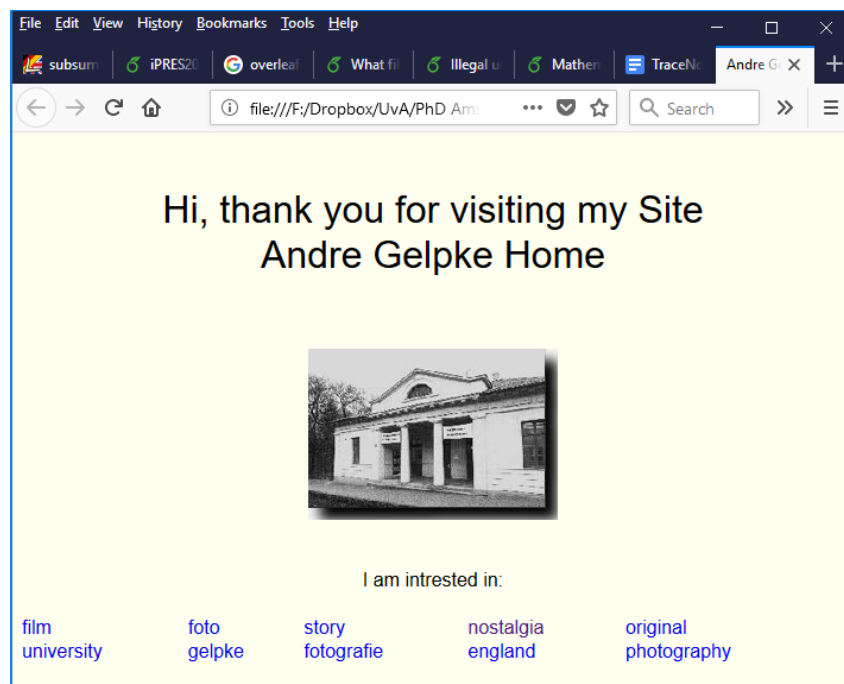 File Edit View History Bookmarks Tools Help
subsum iPRES20 overleaf What fil Illegal u Mathem TraceNo Andre G
file:///F:/Dropbox/UvA/PhD Ams Search
Hi, thank you for visiting my Site
Andre Gelpke Home
I am intrested in:
film foto story nostalgia original
university gelpke fotografie england photography